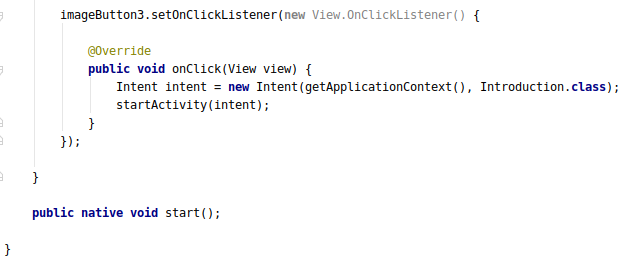 imageButton3.setOnClickListener(new View.OnClickListener() {
@Override
public void onClick(View view) {
Intent intent = new Intent(getApplicationContext(), Introduction.class);
startActivity(intent);
}
});
}
public native void start();
}